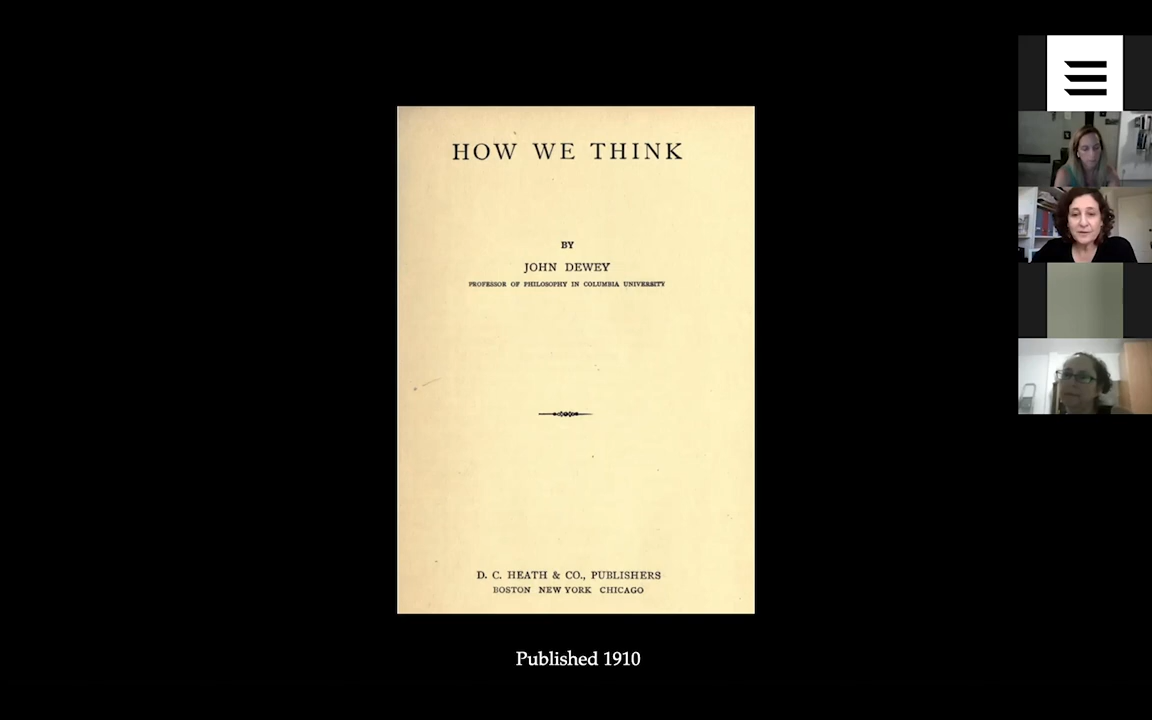 HOW WE THINK
BY
JOHN DEWEY
PROFESSOR OF PHILOSOPHY IN COLUMBIA UNIVERSITY
D. C. HEATH & CO., PUBLISHERS
BOSTON NEW YORK CHICAGO
Published 1910